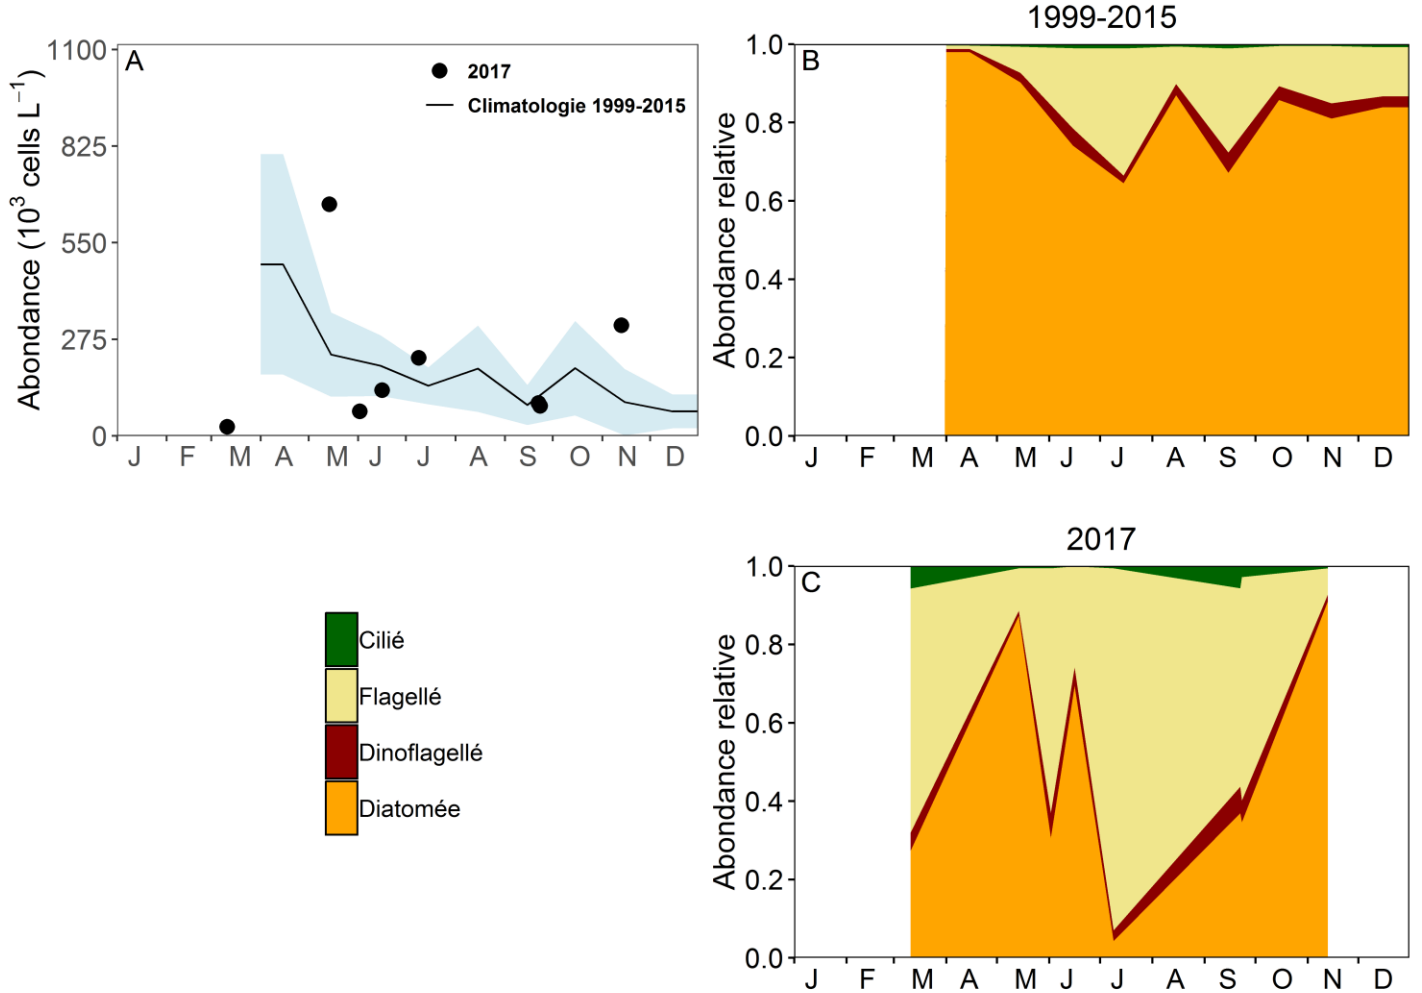 A
2017
Climatologie 1999-2015
Abondance (10³ cells L⁻¹)
1100
825
550
275
0
J F M A M J J A S O N D
1999-2015
B
Abondance relative
1.0
0.8
0.6
0.4
0.2
0.0
J F M A M J J A S O N D
Cilié
Flagellé
Dinoflagellé
Diatomée
2017
C
Abondance relative
1.0
0.8
0.6
0.4
0.2
0.0
J F M A M J J A S O N D